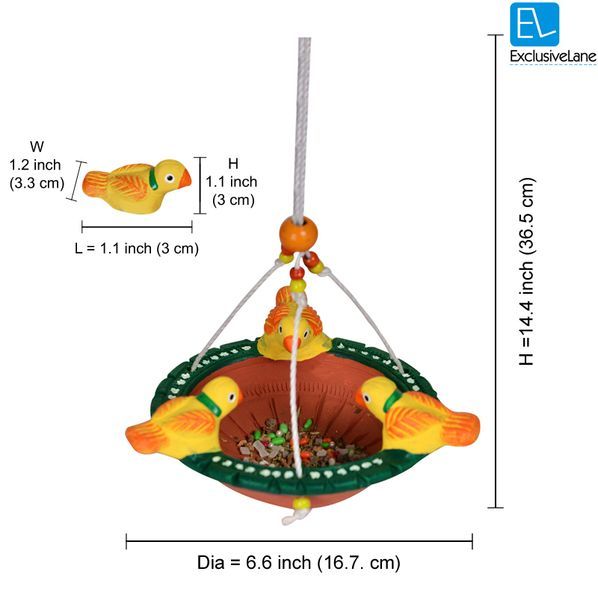 EL
ExclusiveLane
W
1.2 inch
(3.3 cm)
H
1.1 inch
(3 cm)
L = 1.1 inch (3 cm)
H =14.4 inch (36.5 cm)
Dia = 6.6 inch (16.7. cm)